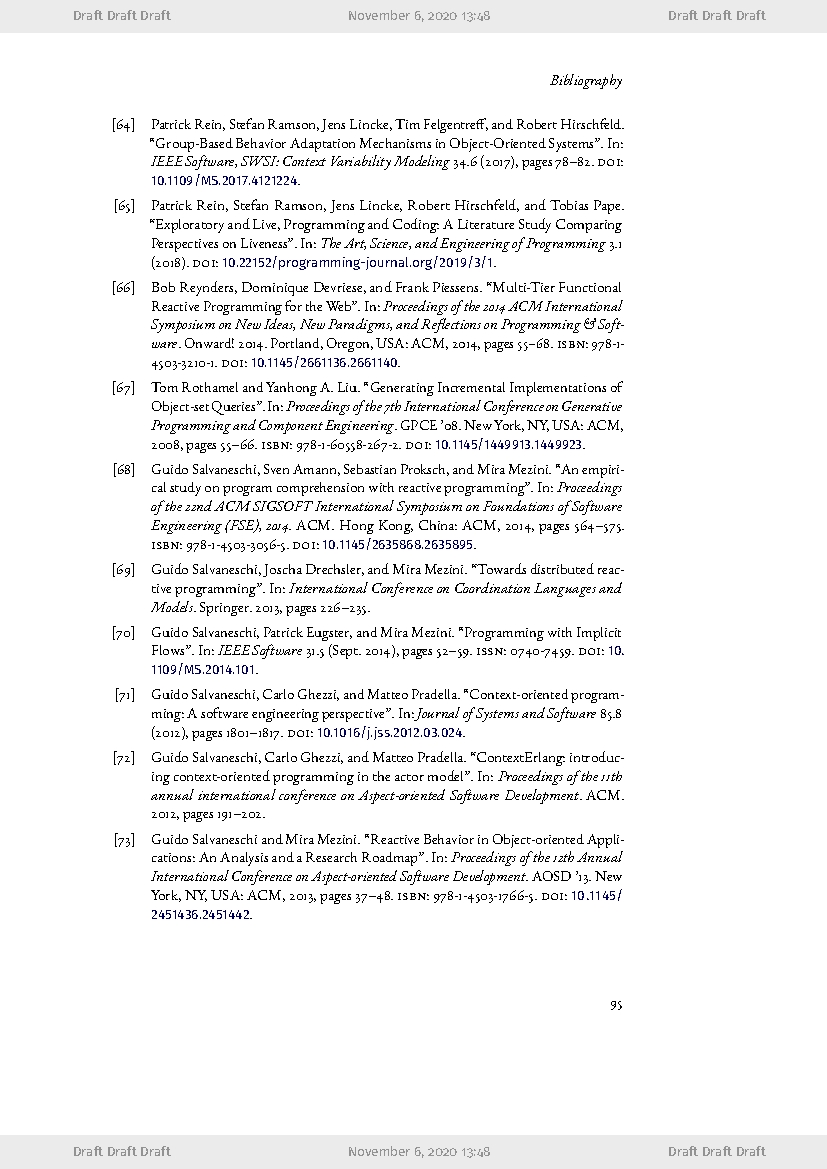 Draft Draft Draft November 6, 2020 13:48 Draft Draft Draft
Bibliography
[64] Patrick Rein, Stefan Ramson, Jens Lincke, Tim Felgentreff, and Robert Hirschfeld.
“Group-Based Behavior Adaptation Mechanisms in Object-Oriented Systems”. In:
IEEE Software, SWSI: Context Variability Modeling 34.6 (2017), pages 78–82. DOI:
10.1109/MS.2017.4121224.
[65] Patrick Rein, Stefan Ramson, Jens Lincke, Robert Hirschfeld, and Tobias Pape.
“Exploratory and Live, Programming and Coding: A Literature Study Comparing
Perspectives on Liveness”. In: The Art, Science, and Engineering of Programming 3.1
(2018). DOI: 10.22152/programming-journal.org/2019/3/1.
[66] Bob Reynders, Dominique Devriese, and Frank Piessens. “Multi-Tier Functional
Reactive Programming for the Web”. In: Proceedings of the 2014 ACM International
Symposium on New Ideas, New Paradigms, and Reflections on Programming & Soft-
ware. Onward! 2014. Portland, Oregon, USA: ACM, 2014, pages 55–68. ISBN: 978-1-
4503-3210-1. DOI: 10.1145/2661136.2661140.
[67] Tom Rothamel and Yanhong A. Liu. “Generating Incremental Implementations of
Object-set Queries”. In: Proceedings of the 7th International Conference on Generative
Programming and Component Engineering. GPCE ’08. New York, NY, USA: ACM,
2008, pages 55–66. ISBN: 978-1-60558-267-2. DOI: 10.1145/1449913.1449923.
[68] Guido Salvaneschi, Sven Amann, Sebastian Proksch, and Mira Mezini. “An empiri-
cal study on program comprehension with reactive programming”. In: Proceedings
of the 22nd ACM SIGSOFT International Symposium on Foundations of Software
Engineering (FSE), 2014. ACM. Hong Kong, China: ACM, 2014, pages 564–575.
ISBN: 978-1-4503-3056-5. DOI: 10.1145/2635868.2635895.
[69] Guido Salvaneschi, Joscha Drechsler, and Mira Mezini. “Towards distributed reac-
tive programming”. In: International Conference on Coordination Languages and
Models. Springer. 2013, pages 226–235.
[70] Guido Salvaneschi, Patrick Eugster, and Mira Mezini. “Programming with Implicit
Flows”. In: IEEE Software 31.5 (Sept. 2014), pages 52–59. ISSN: 0740-7459. DOI: 10.
1109/MS.2014.101.
[71] Guido Salvaneschi, Carlo Ghezzi, and Matteo Pradella. “Context-oriented program-
ming: A software engineering perspective”. In: Journal of Systems and Software 85.8
(2012), pages 1801–1817. DOI: 10.1016/j.jss.2012.03.024.
[72] Guido Salvaneschi, Carlo Ghezzi, and Matteo Pradella. “ContextErlang: introduc-
ing context-oriented programming in the actor model”. In: Proceedings of the 11th
annual international conference on Aspect-oriented Software Development. ACM.
2012, pages 191–202.
[73] Guido Salvaneschi and Mira Mezini. “Reactive Behavior in Object-oriented Appli-
cations: An Analysis and a Research Roadmap”. In: Proceedings of the 12th Annual
International Conference on Aspect-oriented Software Development. AOSD ’13. New
York, NY, USA: ACM, 2013, pages 37–48. ISBN: 978-1-4503-1766-5. DOI: 10.1145/
2451436.2451442.
95
Draft Draft Draft November 6, 2020 13:48 Draft Draft Draft